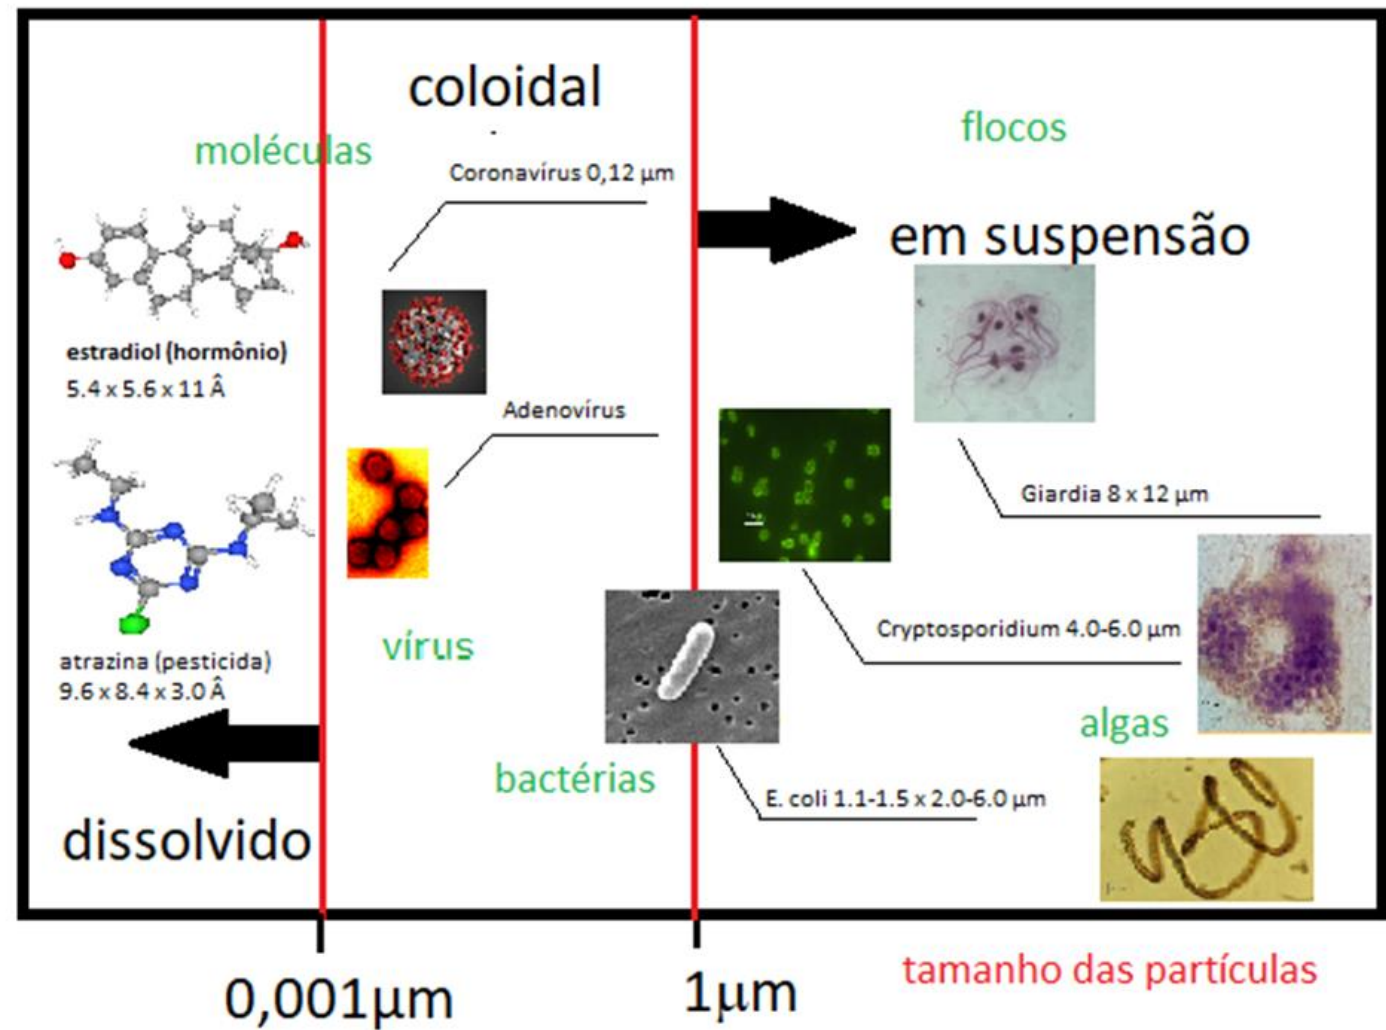 coloidal
moléculas
Coronavírus 0,12 µm
flocos
em suspensão
estradiol (hormônio)
5.4 x 5.6 x 11 Â
Adenovírus
Giardia 8 x 12 µm
atrazina (pesticida)
9.6 x 8.4 x 3.0 Â
vírus
Cryptosporidium 4.0-6.0 µm
algas
bactérias
E. coli 1.1-1.5 x 2.0-6.0 µm
dissolvido
0,001µm
1µm
tamanho das partículas